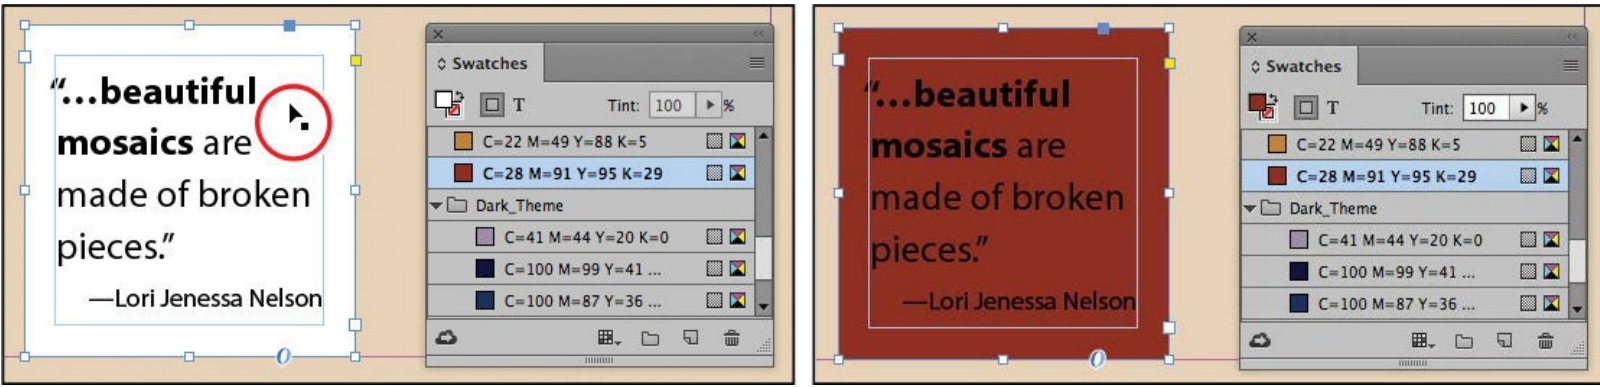 “…beautiful
mosaics are
made of broken
pieces.”
—Lori Jenessa Nelson
Swatches
T Tint: 100 %
C=22 M=49 Y=88 K=5
C=28 M=91 Y=95 K=29
Dark_Theme
C=41 M=44 Y=20 K=0
C=100 M=99 Y=41 ...
C=100 M=87 Y=36 ...
“…beautiful
mosaics are
made of broken
pieces.”
—Lori Jenessa Nelson
Swatches
T Tint: 100 %
C=22 M=49 Y=88 K=5
C=28 M=91 Y=95 K=29
Dark_Theme
C=41 M=44 Y=20 K=0
C=100 M=99 Y=41 ...
C=100 M=87 Y=36 ...